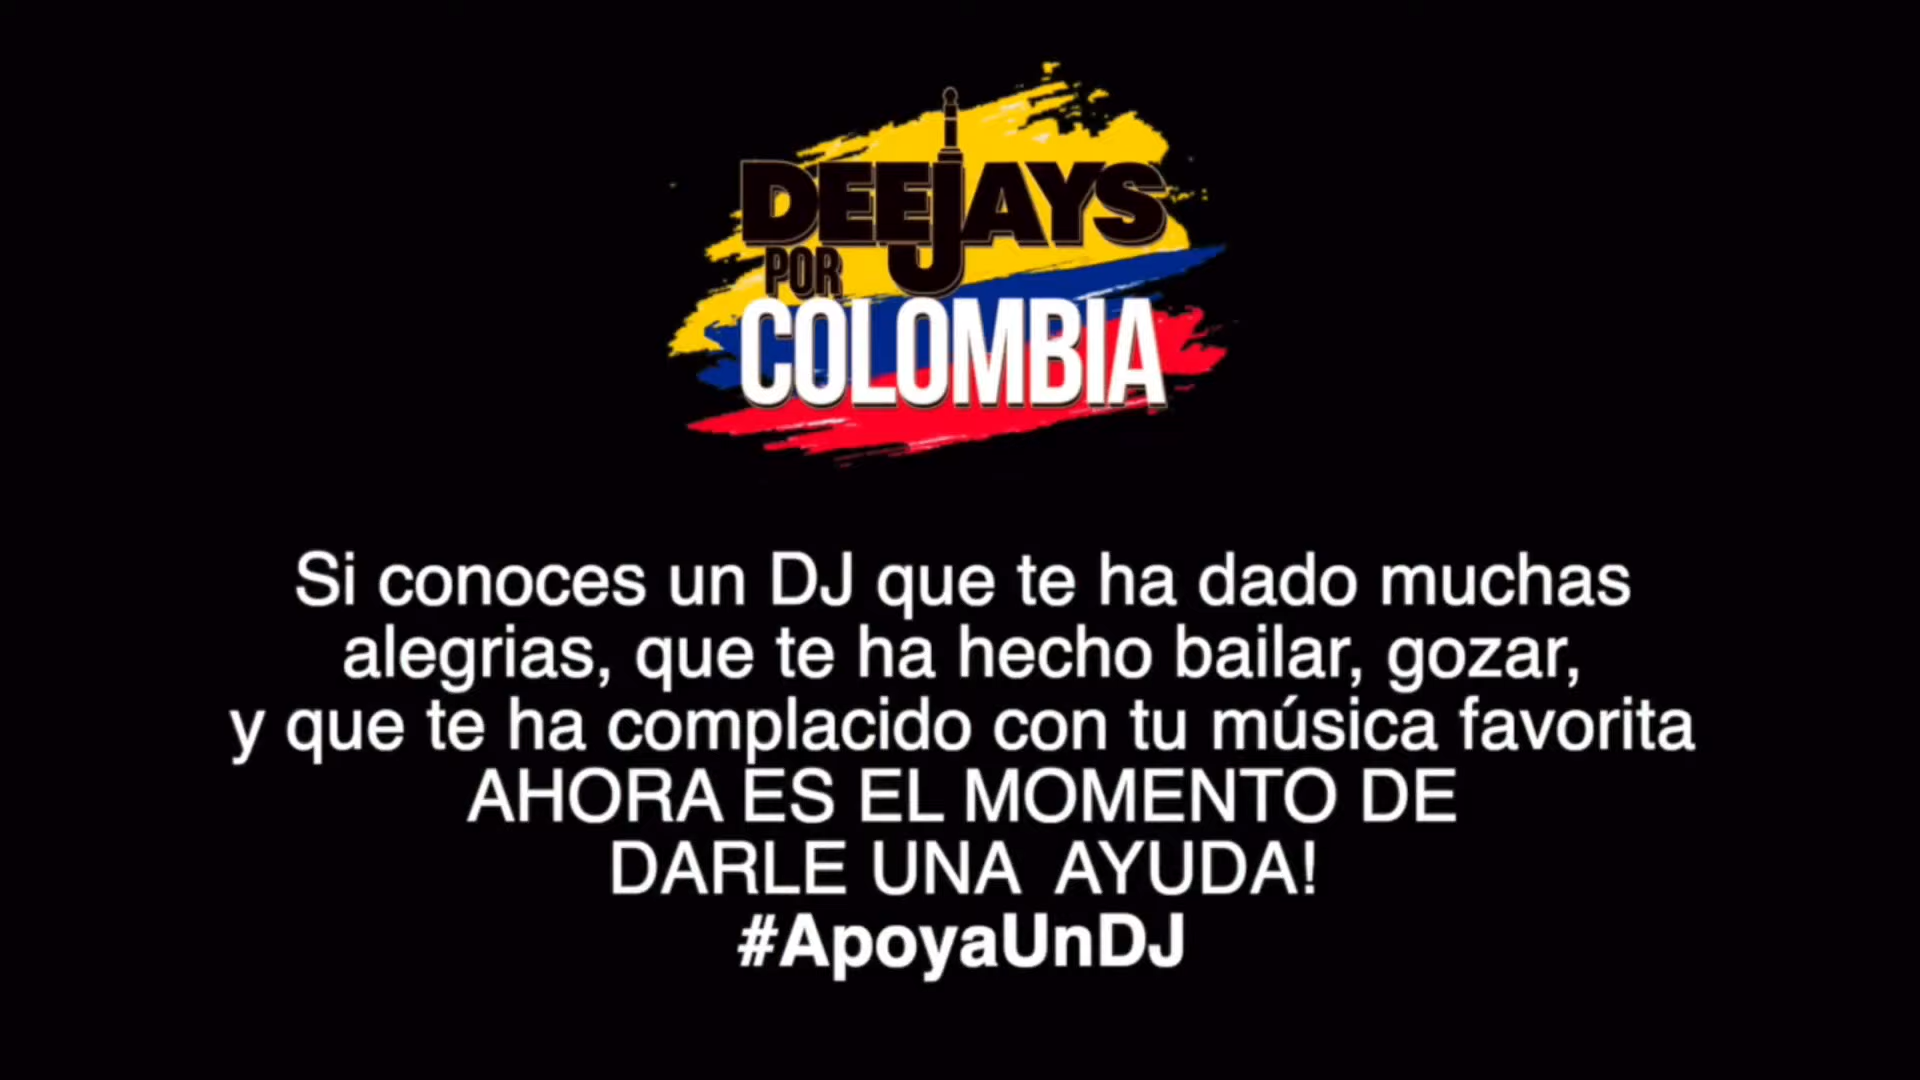 DEEJAYS
POR
COLOMBIA
Si conoces un DJ que te ha dado muchas
alegrias, que te ha hecho bailar, gozar,
y que te ha complacido con tu música favorita
AHORA ES EL MOMENTO DE
DARLE UNA  AYUDA!
#ApoyaUnDJ